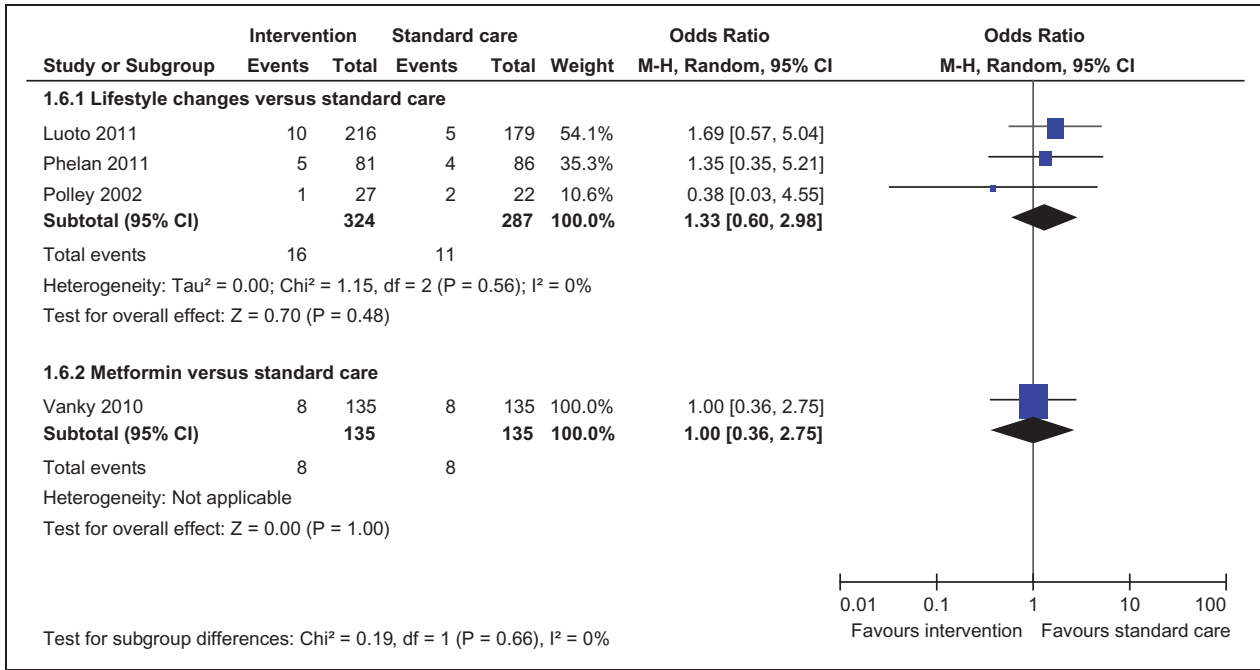 Intervention Standard care Odds Ratio Odds Ratio
Study or Subgroup Events Total Events Total Weight M-H, Random, 95% CI M-H, Random, 95% CI
1.6.1 Lifestyle changes versus standard care
Luoto 2011 10 216 5 179 54.1% 1.69 [0.57, 5.04]
Phelan 2011 5 81 4 86 35.3% 1.35 [0.35, 5.21]
Polley 2002 1 27 2 22 10.6% 0.38 [0.03, 4.55]
Subtotal (95% CI) 324 287 100.0% 1.33 [0.60, 2.98]
Total events 16 11
Heterogeneity: Tau² = 0.00; Chi² = 1.15, df = 2 (P = 0.56); I² = 0%
Test for overall effect: Z = 0.70 (P = 0.48)
1.6.2 Metformin versus standard care
Vanky 2010 8 135 8 135 100.0% 1.00 [0.36, 2.75]
Subtotal (95% CI) 135 135 100.0% 1.00 [0.36, 2.75]
Total events 8 8
Heterogeneity: Not applicable
Test for overall effect: Z = 0.00 (P = 1.00)
0.01 0.1 1 10 100
Favours intervention Favours standard care
Test for subgroup differences: Chi² = 0.19, df = 1 (P = 0.66), I² = 0%